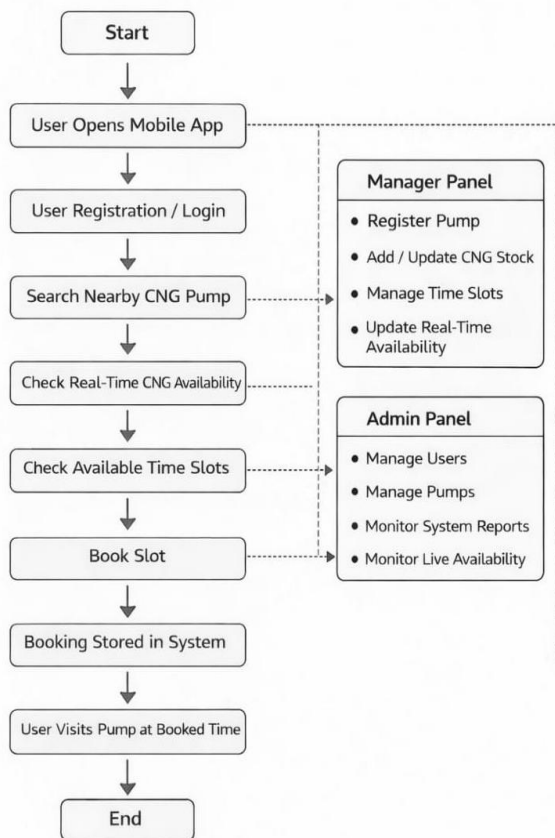 Start
User Opens Mobile App
User Registration / Login
Search Nearby CNG Pump
Check Real-Time CNG Availability
Check Available Time Slots
Book Slot
Booking Stored in System
User Visits Pump at Booked Time
End
Manager Panel
• Register Pump
• Add / Update CNG Stock
• Manage Time Slots
• Update Real-Time
Availability
Admin Panel
• Manage Users
• Manage Pumps
• Monitor System Reports
• Monitor Live Availability